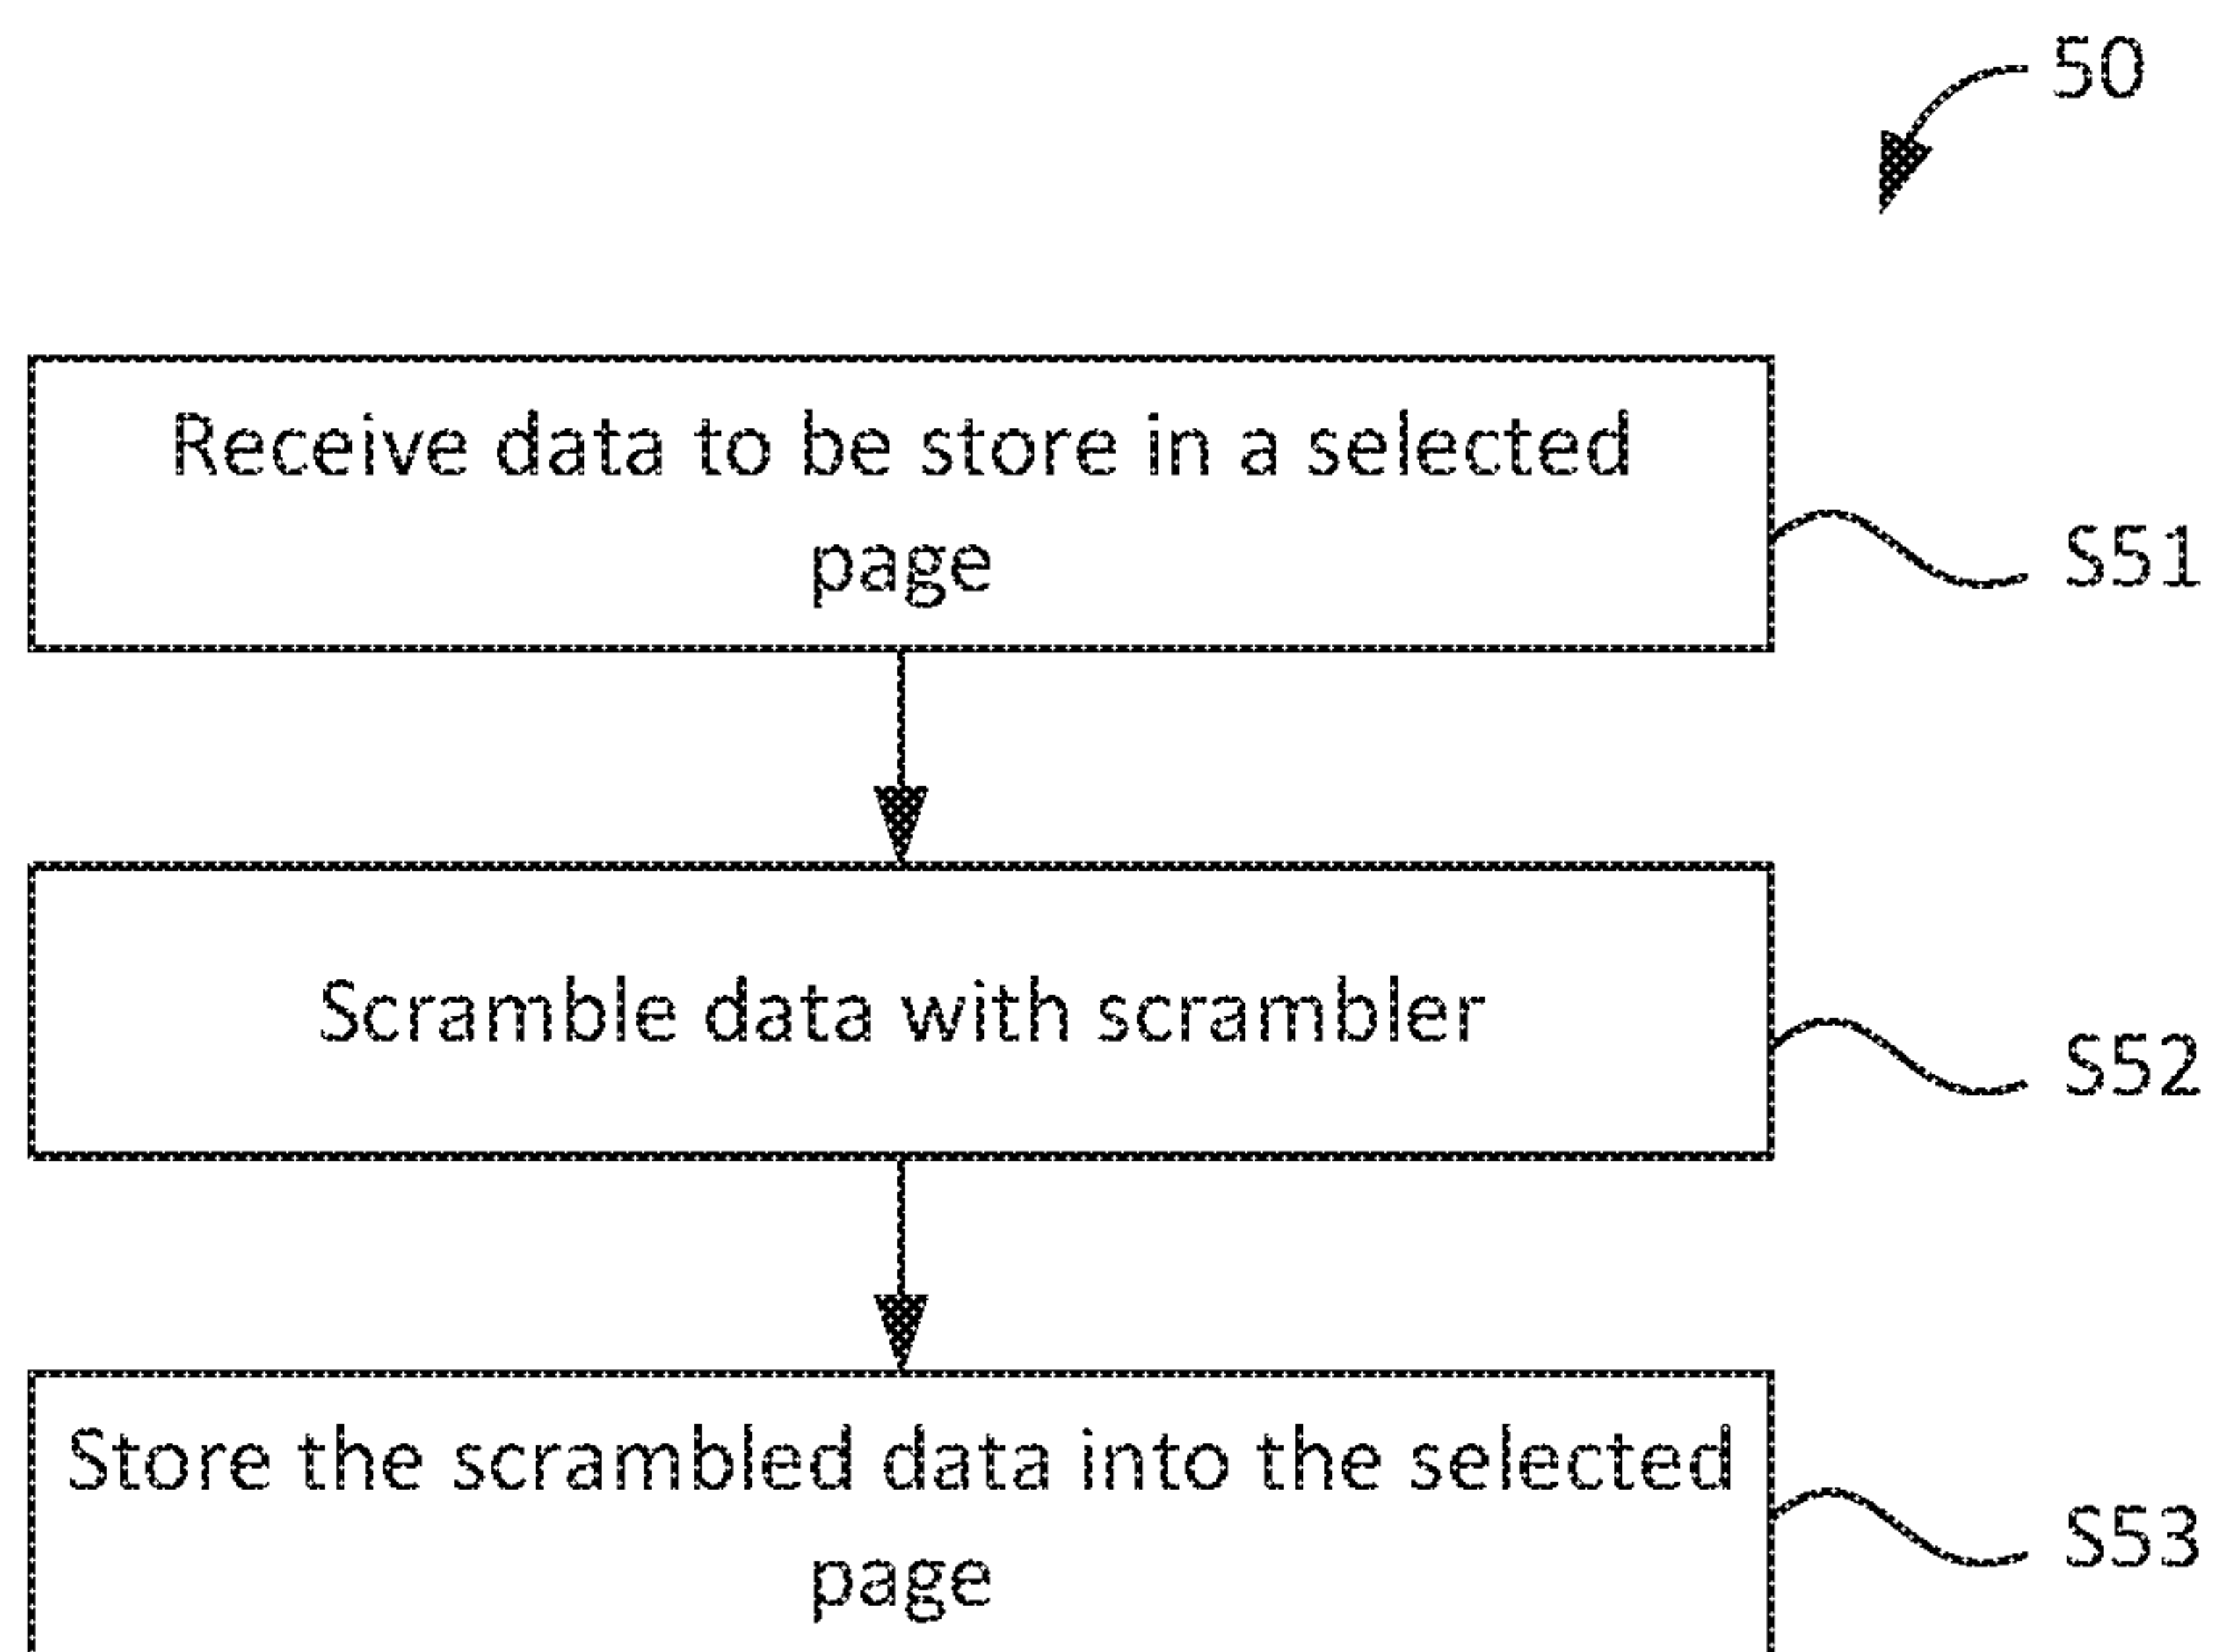 50
Receive data to be store in a selected
page
S51
Scramble data with scrambler
S52
Store the scrambled data into the selected
page
S53